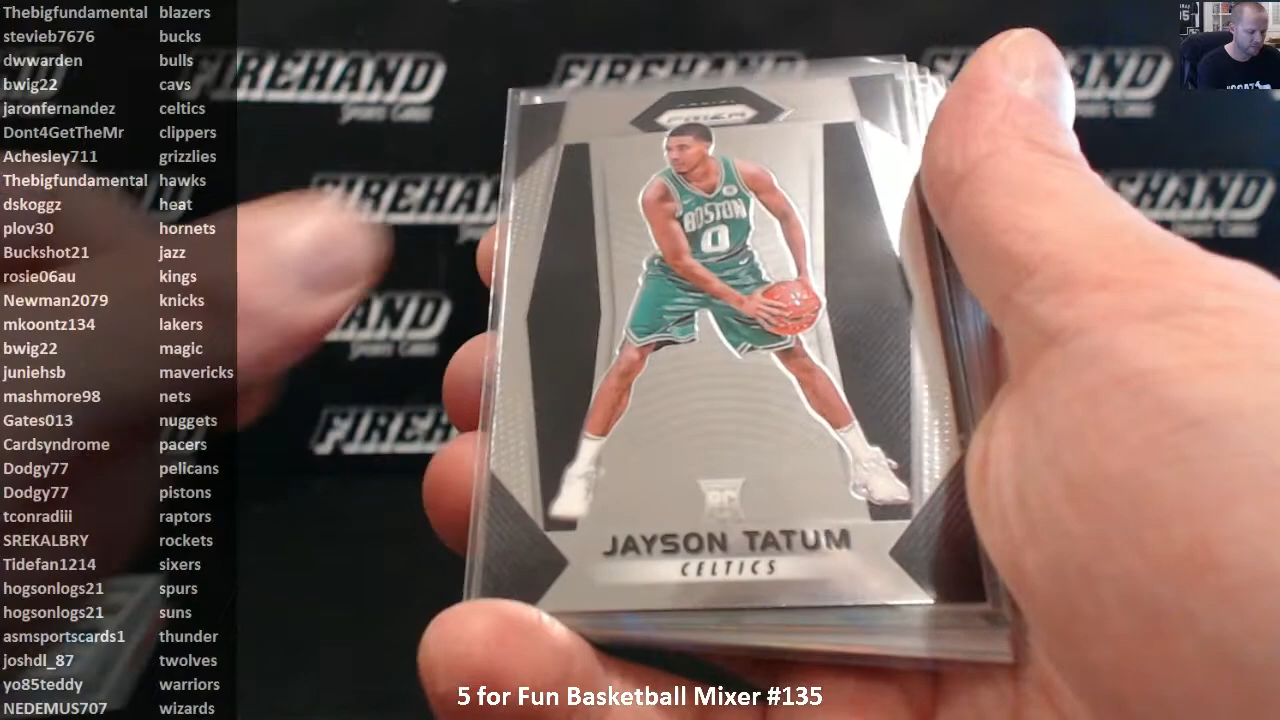 Thebigfundamental blazers
stevieb7676 bucks
dwwarden bulls
bwig22 cavs
jaronfernandez celtics
Dont4GetTheMr clippers
Achesley711 grizzlies
Thebigfundamental hawks
dskoggz heat
plov30 hornets
Buckshot21 jazz
rosie06au kings
Newman2079 knicks
mkoontz134 lakers
bwig22 magic
juniehsb mavericks
mashmore98 nets
Gates013 nuggets
Cardsyndrome pacers
Dodgy77 pelicans
Dodgy77 pistons
tconradiii raptors
SREKALBRY rockets
Tidefan1214 sixers
hogsonlogs21 spurs
hogsonlogs21 suns
asmsportscards1 thunder
joshdl_87 twolves
yo85teddy warriors
NEDEMUS707 wizards
FIREHAND
FIREHAND
FIREHAND
PRIZM
BOSTON
0
RC
JAYSON TATUM
CELTICS
5 for Fun Basketball Mixer #135